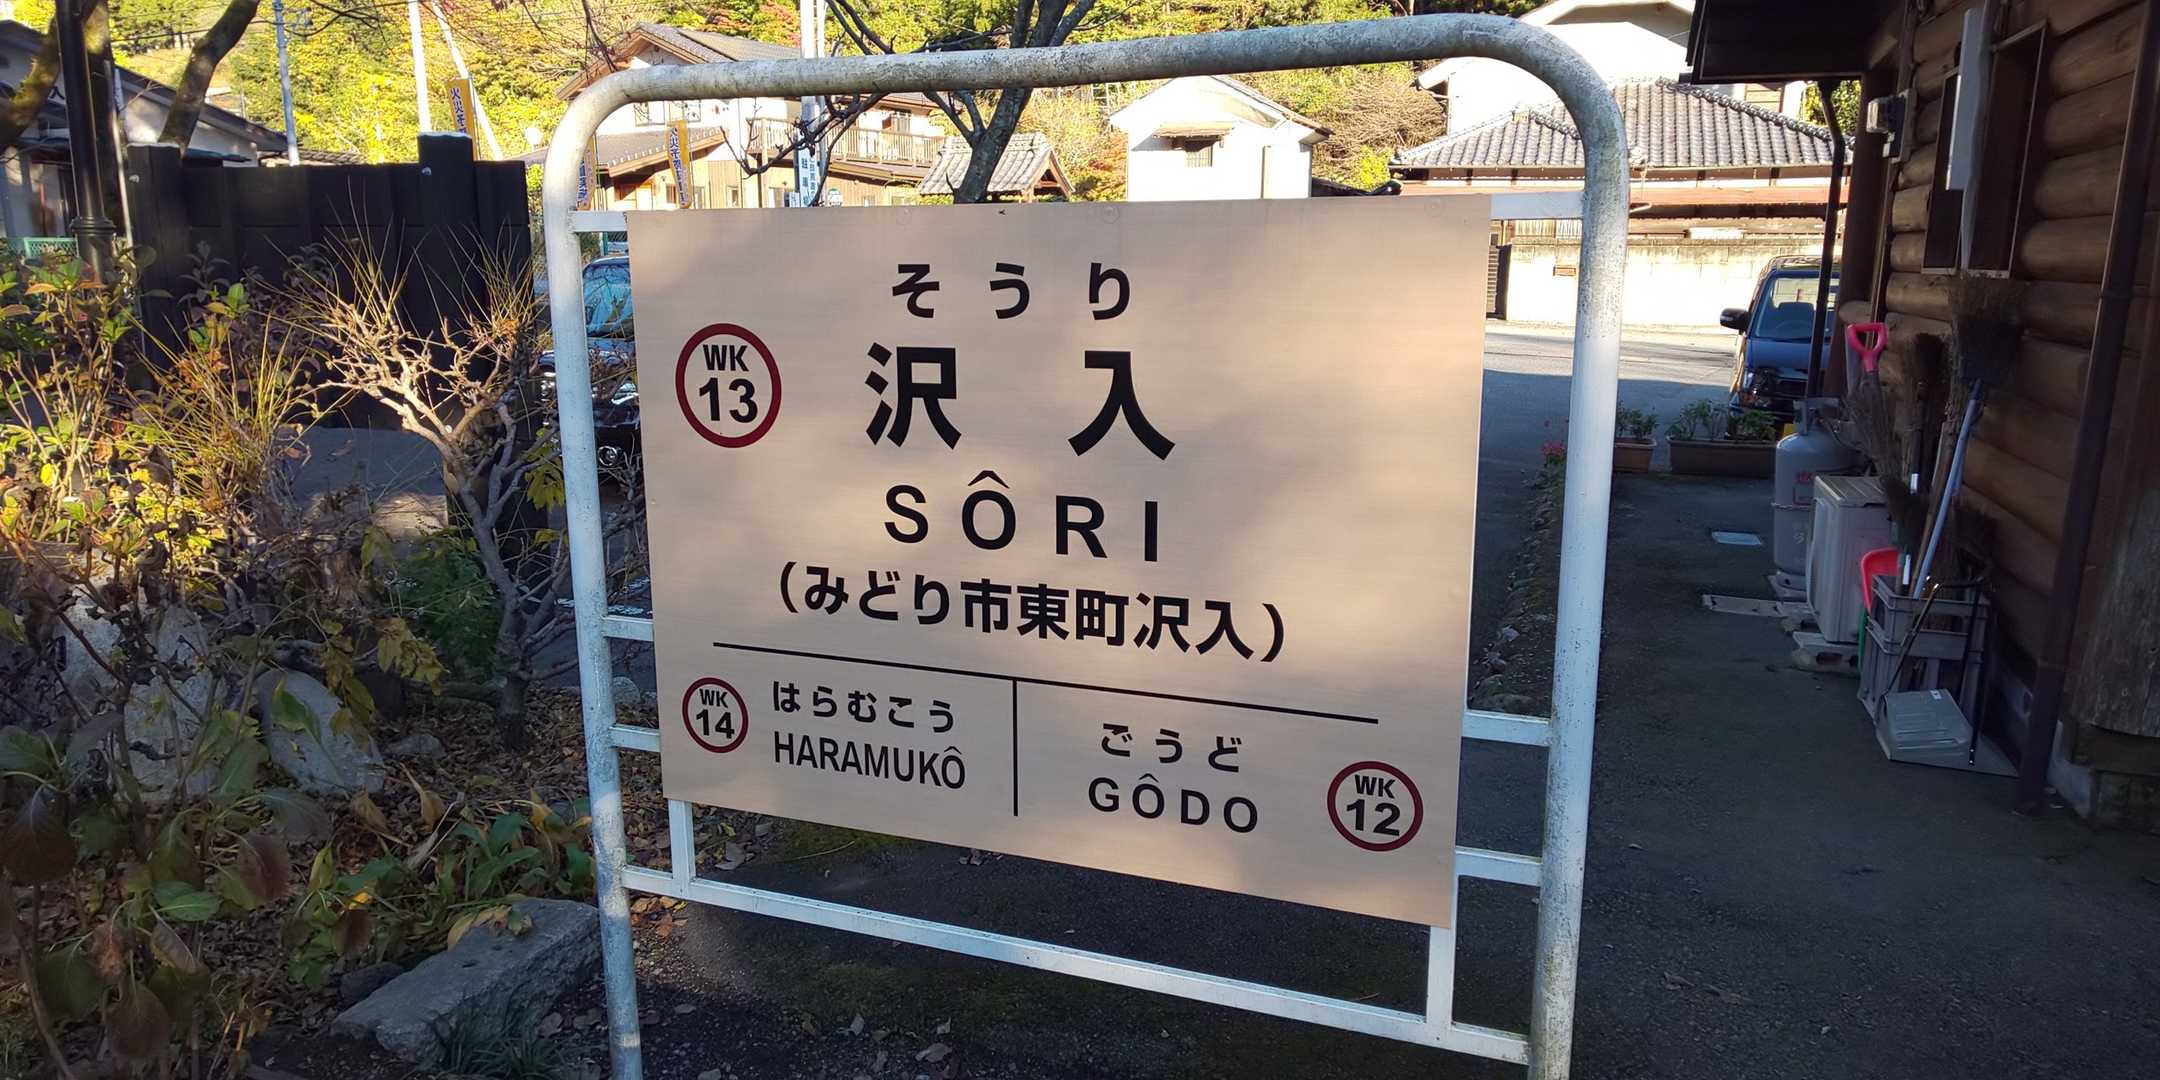 そうり
WK
13
沢入
SÔRI
(みどり市東町沢入)
WK
14
はらむこう
HARAMUKÔ
ごうど
GÔDO
WK
12